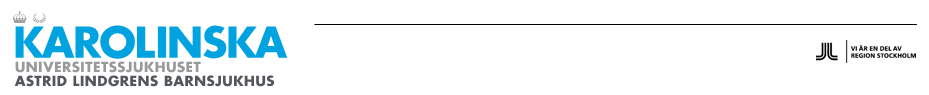 KAROLINSKA
UNIVERSITETSSJUKHUSET
ASTRID LINDGRENS BARNSJUKHUS
VI ÄR EN DEL AV
REGION STOCKHOLM